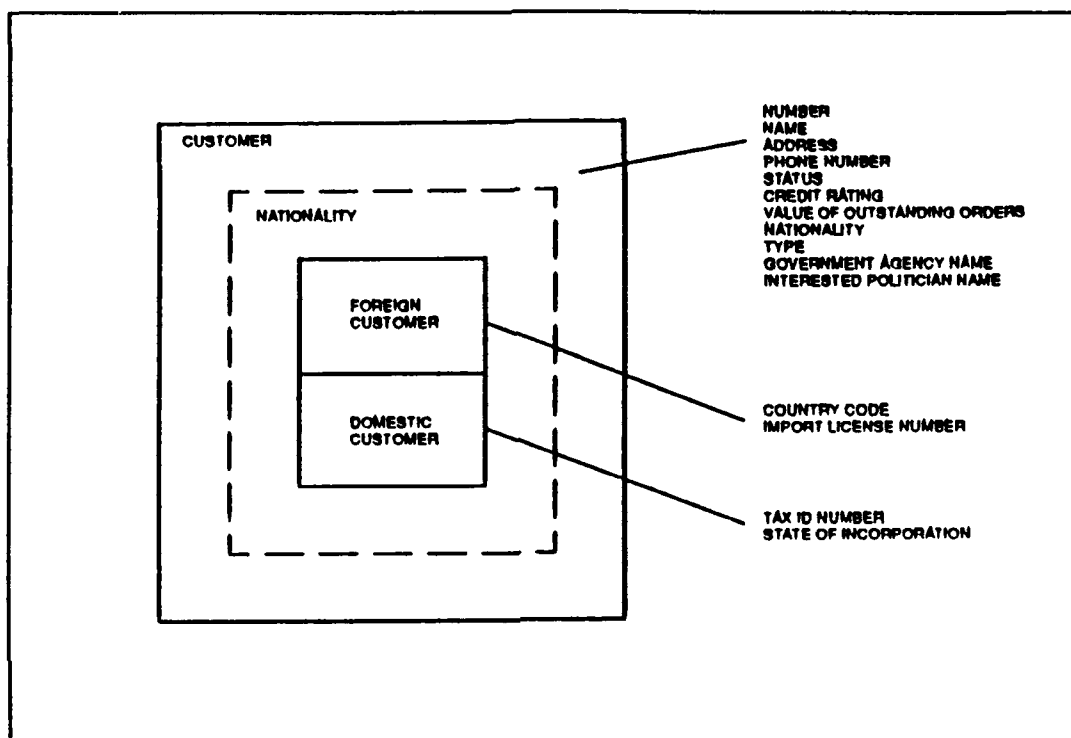 CUSTOMER
NATIONALITY
FOREIGN
CUSTOMER
DOMESTIC
CUSTOMER
NUMBER
NAME
ADDRESS
PHONE NUMBER
STATUS
CREDIT RATING
VALUE OF OUTSTANDING ORDERS
NATIONALITY
TYPE
GOVERNMENT AGENCY NAME
INTERESTED POLITICIAN NAME
COUNTRY CODE
IMPORT LICENSE NUMBER
TAX ID NUMBER
STATE OF INCORPORATION